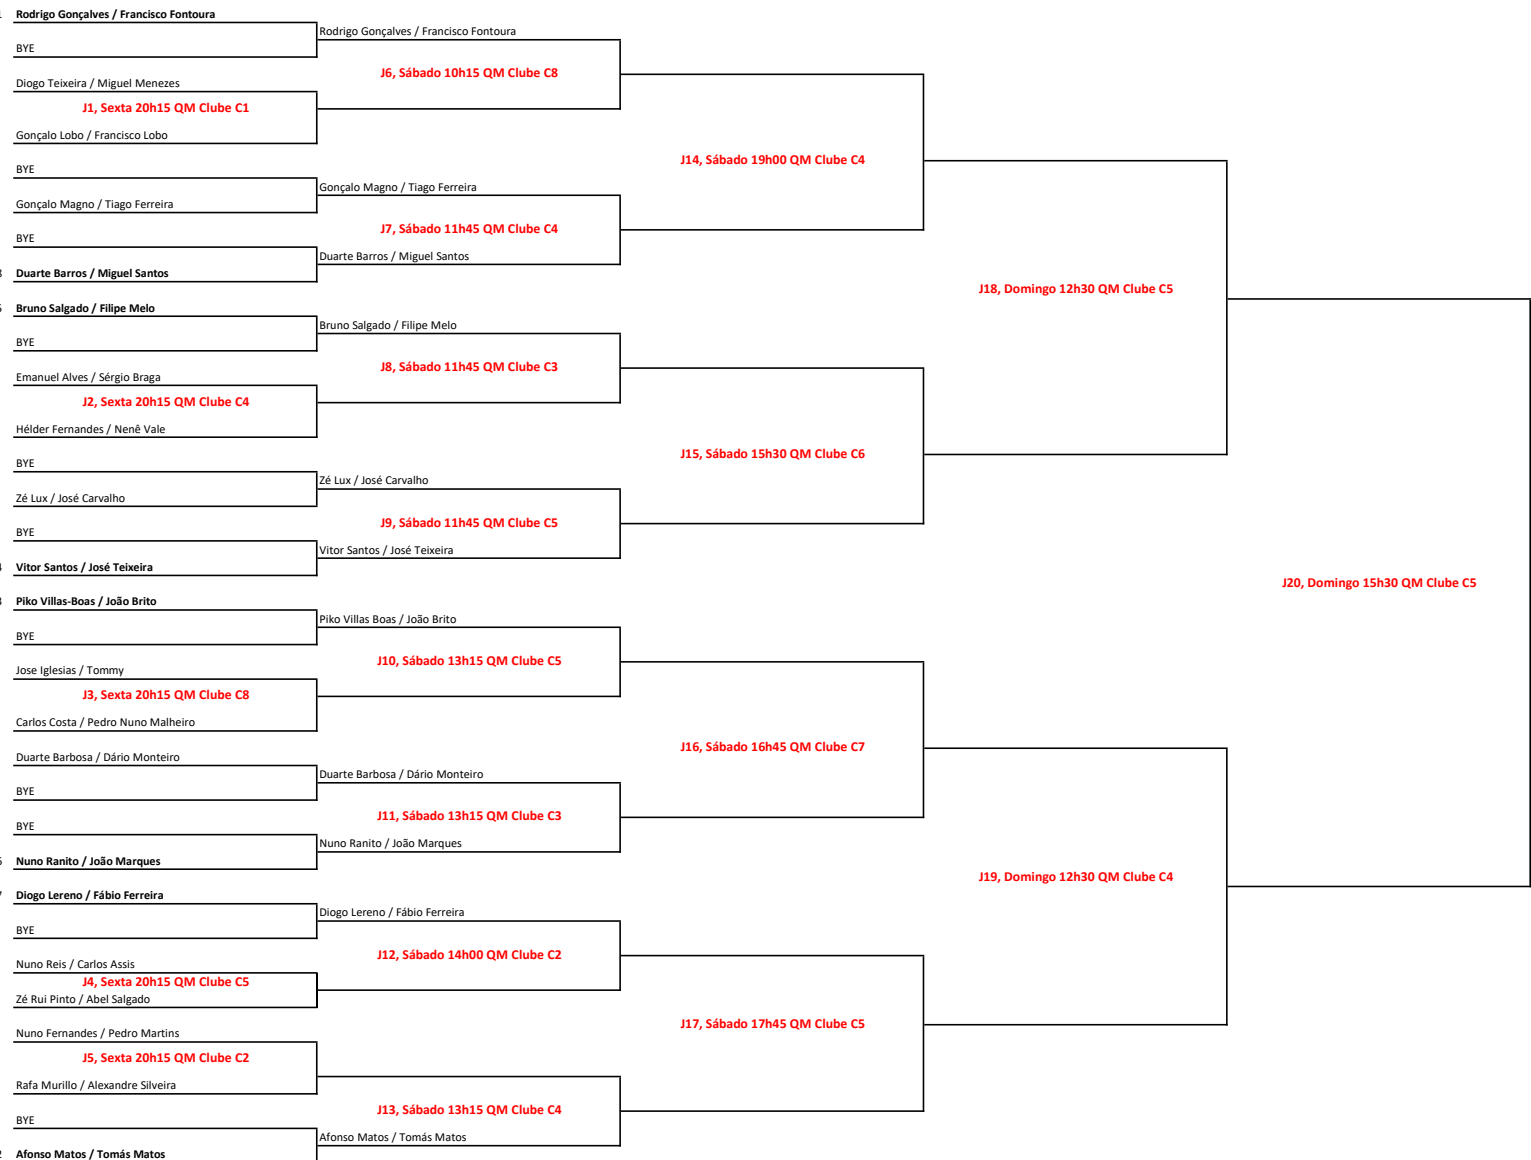 1 Rodrigo Gonçalves / Francisco Fontoura
Rodrigo Gonçalves / Francisco Fontoura
BYE
J6, Sábado 10h15 QM Clube C8
Diogo Teixeira / Miguel Menezes
J1, Sexta 20h15 QM Clube C1
Gonçalo Lobo / Francisco Lobo
J14, Sábado 19h00 QM Clube C4
BYE
Gonçalo Magno / Tiago Ferreira
Gonçalo Magno / Tiago Ferreira
J7, Sábado 11h45 QM Clube C4
BYE
Duarte Barros / Miguel Santos
8 Duarte Barros / Miguel Santos
J18, Domingo 12h30 QM Clube C5
5 Bruno Salgado / Filipe Melo
Bruno Salgado / Filipe Melo
BYE
J8, Sábado 11h45 QM Clube C3
Emanuel Alves / Sérgio Braga
J2, Sexta 20h15 QM Clube C4
Hélder Fernandes / Nenê Vale
J15, Sábado 15h30 QM Clube C6
BYE
Zé Lux / José Carvalho
Zé Lux / José Carvalho
J9, Sábado 11h45 QM Clube C5
BYE
Vitor Santos / José Teixeira
4 Vitor Santos / José Teixeira
J20, Domingo 15h30 QM Clube C5
3 Piko Villas-Boas / João Brito
Piko Villas Boas / João Brito
BYE
J10, Sábado 13h15 QM Clube C5
Jose Iglesias / Tommy
J3, Sexta 20h15 QM Clube C8
Carlos Costa / Pedro Nuno Malheiro
J16, Sábado 16h45 QM Clube C7
Duarte Barbosa / Dário Monteiro
Duarte Barbosa / Dário Monteiro
BYE
J11, Sábado 13h15 QM Clube C3
BYE
Nuno Ranito / João Marques
6 Nuno Ranito / João Marques
J19, Domingo 12h30 QM Clube C4
7 Diogo Lereno / Fábio Ferreira
Diogo Lereno / Fábio Ferreira
BYE
J12, Sábado 14h00 QM Clube C2
Nuno Reis / Carlos Assis
J4, Sexta 20h15 QM Clube C5
Zé Rui Pinto / Abel Salgado
J17, Sábado 17h45 QM Clube C5
Nuno Fernandes / Pedro Martins
J5, Sexta 20h15 QM Clube C2
Rafa Murillo / Alexandre Silveira
J13, Sábado 13h15 QM Clube C4
BYE
Afonso Matos / Tomás Matos
2 Afonso Matos / Tomás Matos